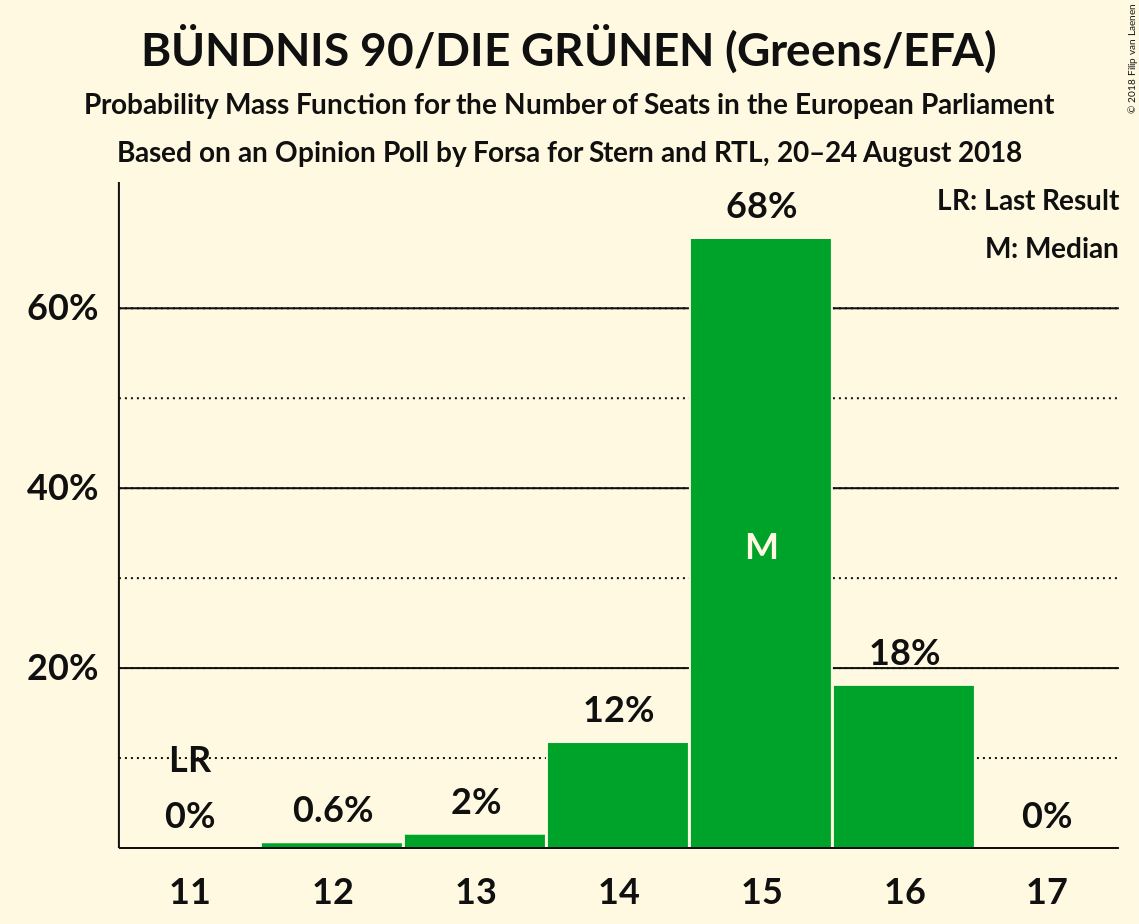 BÜNDNIS 90/DIE GRÜNEN (Greens/EFA)
Probability Mass Function for the Number of Seats in the European Parliament
Based on an Opinion Poll by Forsa for Stern and RTL, 20–24 August 2018
© 2018 Filip van Laenen
LR: Last Result
M: Median
68%
60%
40%
M
20%
18%
12%
LR
0%
0.6%
2%
0%
11 12 13 14 15 16 17